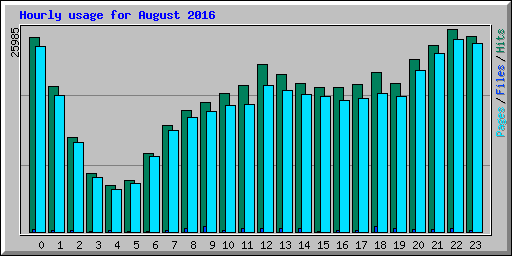 Hourly usage for August 2016
25985
Pages/Files/Hits
0 1 2 3 4 5 6 7 8 9 10 11 12 13 14 15 16 17 18 19 20 21 22 23